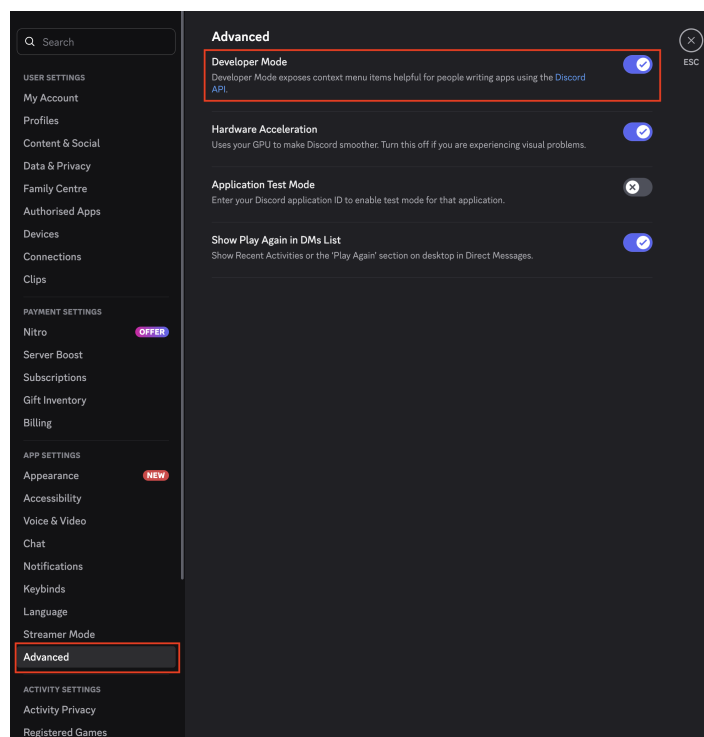 Search
USER SETTINGS
My Account
Profiles
Content & Social
Data & Privacy
Family Centre
Authorised Apps
Devices
Connections
Clips
PAYMENT SETTINGS
Nitro OFFER
Server Boost
Subscriptions
Gift Inventory
Billing
APP SETTINGS
Appearance NEW
Accessibility
Voice & Video
Chat
Notifications
Keybinds
Language
Streamer Mode
Advanced
ACTIVITY SETTINGS
Activity Privacy
Registered Games
Advanced
Developer Mode
Developer Mode exposes context menu items helpful for people writing apps using the Discord
API.
Hardware Acceleration
Uses your GPU to make Discord smoother. Turn this off if you are experiencing visual problems.
Application Test Mode
Enter your Discord application ID to enable test mode for that application.
Show Play Again in DMs List
Show Recent Activities or the 'Play Again' section on desktop in Direct Messages.
ESC